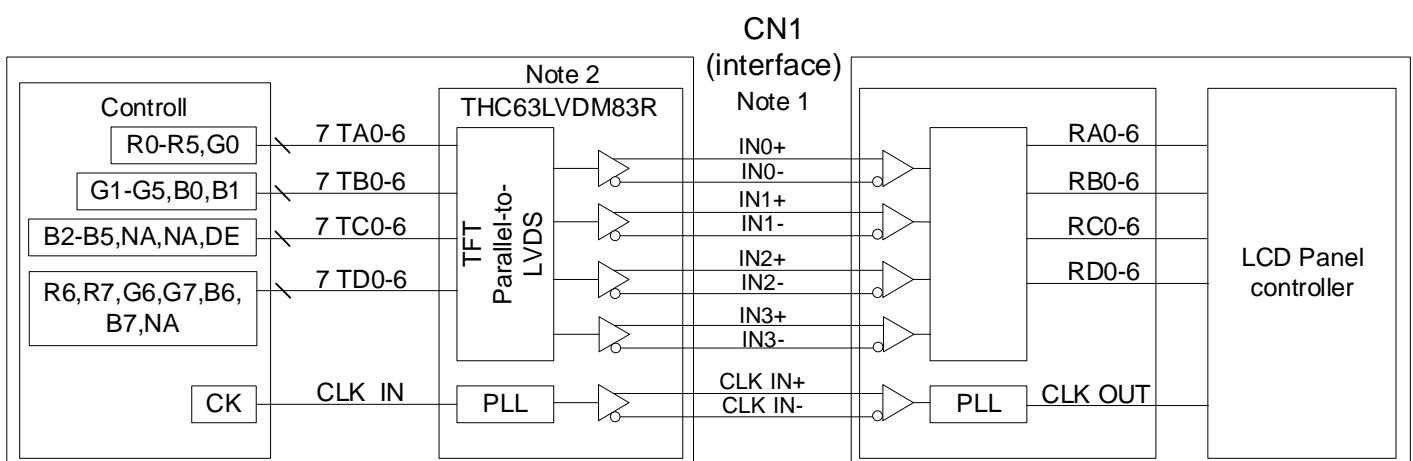 CN1
(interface)
Note 1
Note 2
THC63LVDM83R
Controll
R0-R5,G0
7 TA0-6
G1-G5,B0,B1
7 TB0-6
B2-B5,NA,NA,DE
7 TC0-6
R6,R7,G6,G7,B6,
B7,NA
7 TD0-6
CK
CLK IN
TFT
Parallel-to-
LVDS
PLL
IN0+
IN0-
IN1+
IN1-
IN2+
IN2-
IN3+
IN3-
CLK IN+
CLK IN-
PLL
RA0-6
RB0-6
RC0-6
RD0-6
CLK OUT
LCD Panel
controller